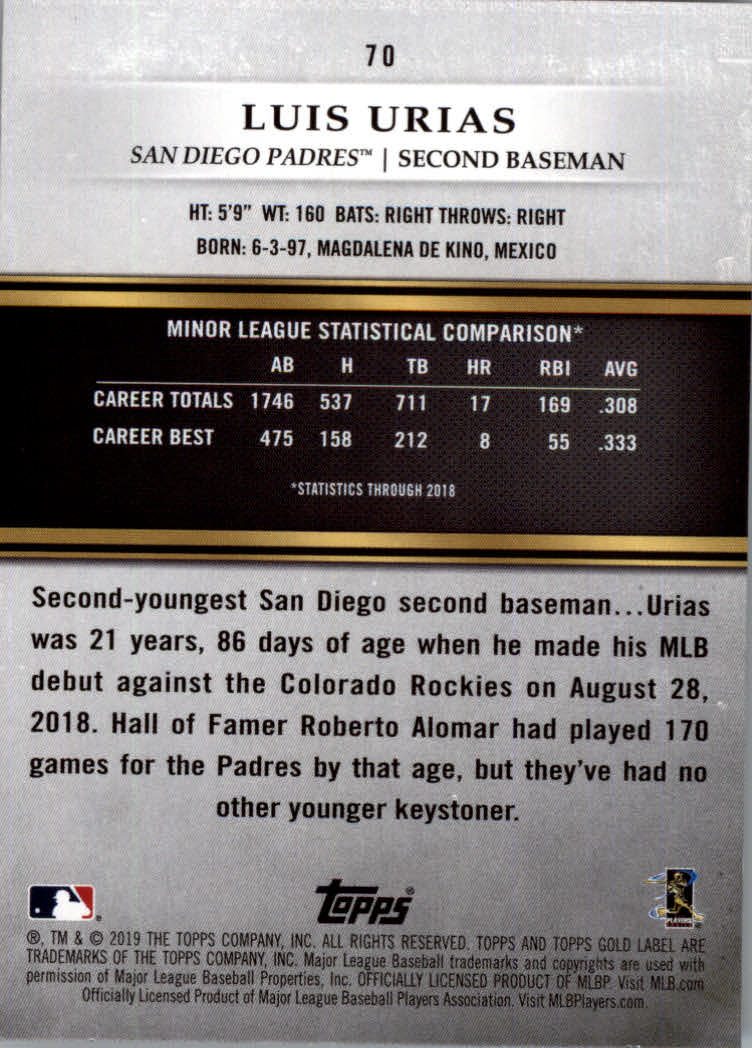 70
LUIS URIAS
SAN DIEGO PADRES™ | SECOND BASEMAN
HT: 5'9" WT: 160 BATS: RIGHT THROWS: RIGHT
BORN: 6-3-97, MAGDALENA DE KINO, MEXICO
MINOR LEAGUE STATISTICAL COMPARISON*
AB H TB HR RBI AVG
CAREER TOTALS 1746 537 711 17 169 .308
CAREER BEST 475 158 212 8 55 .333
*STATISTICS THROUGH 2018
Second-youngest San Diego second baseman...Urias
was 21 years, 86 days of age when he made his MLB
debut against the Colorado Rockies on August 28,
2018. Hall of Famer Roberto Alomar had played 170
games for the Padres by that age, but they've had no
other younger keystoner.
®
topps®
PLAYERS
®, TM & © 2019 THE TOPPS COMPANY, INC. ALL RIGHTS RESERVED. TOPPS AND TOPPS GOLD LABEL ARE
TRADEMARKS OF THE TOPPS COMPANY, INC. Major League Baseball trademarks and copyrights are used with
permission of Major League Baseball Properties, Inc. OFFICIALLY LICENSED PRODUCT OF MLBP Visit MLB.com
Officially Licensed Product of Major League Baseball Players Association. Visit MLBPlayers.com.